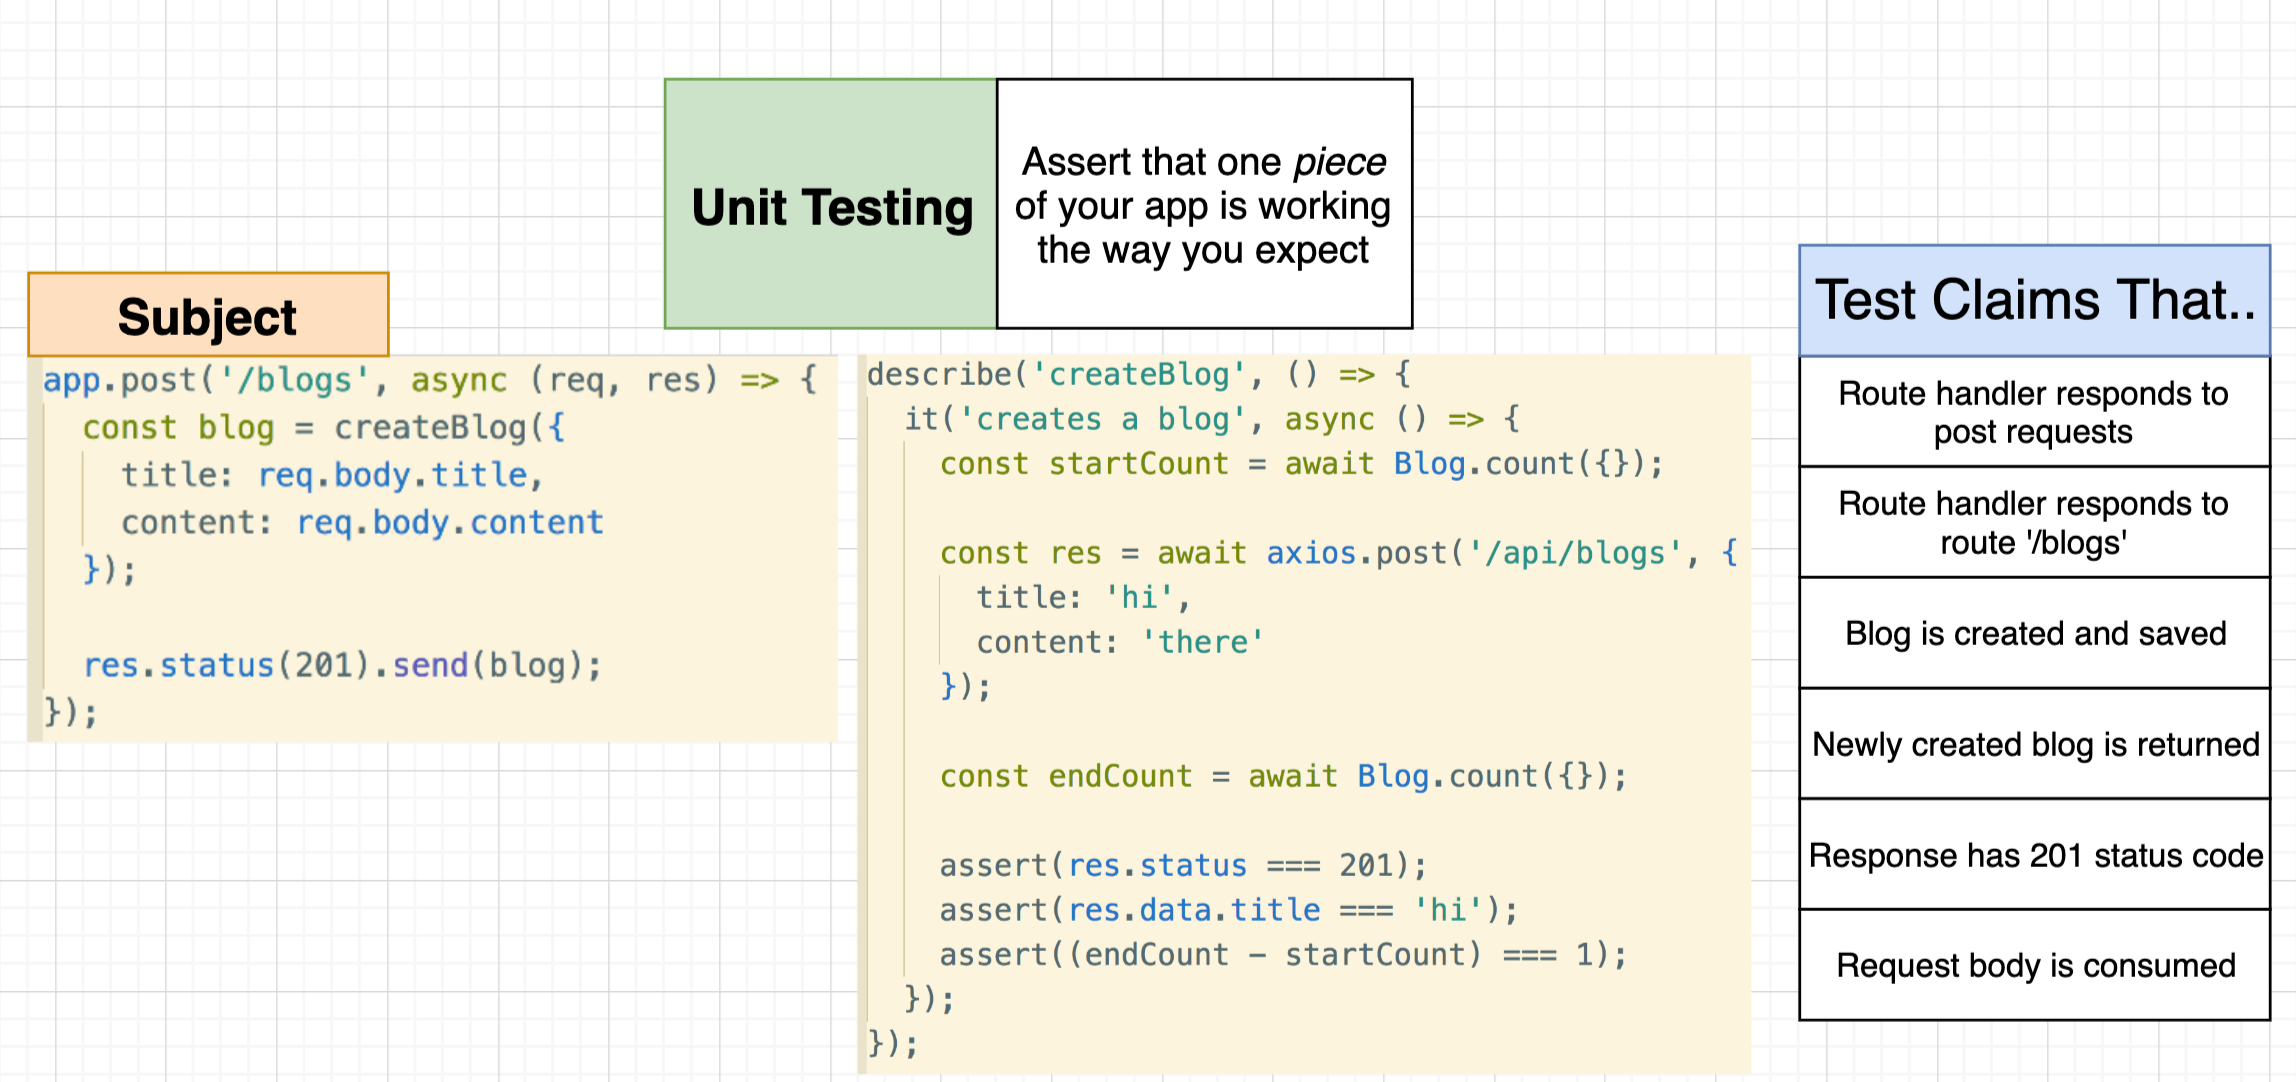 Unit Testing
Assert that one piece
of your app is working
the way you expect
Subject
app.post('/blogs', async (req, res) => {
  const blog = createBlog({
    title: req.body.title,
    content: req.body.content
  });
  res.status(201).send(blog);
});
describe('createBlog', () => {
  it('creates a blog', async () => {
    const startCount = await Blog.count({});
    const res = await axios.post('/api/blogs', {
      title: 'hi',
      content: 'there'
    });
    const endCount = await Blog.count({});
    assert(res.status === 201);
    assert(res.data.title === 'hi');
    assert((endCount - startCount) === 1);
  });
});
Test Claims That..
Route handler responds to
post requests
Route handler responds to
route '/blogs'
Blog is created and saved
Newly created blog is returned
Response has 201 status code
Request body is consumed